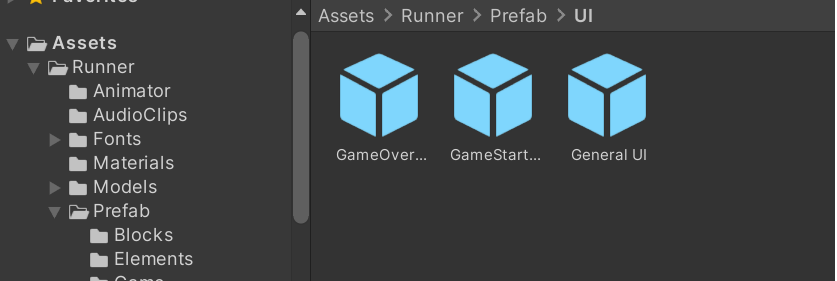 Favorites
Assets
Runner
Animator
AudioClips
Fonts
Materials
Models
Prefab
Blocks
Elements
Assets > Runner > Prefab > UI
GameOver...
GameStart...
General UI